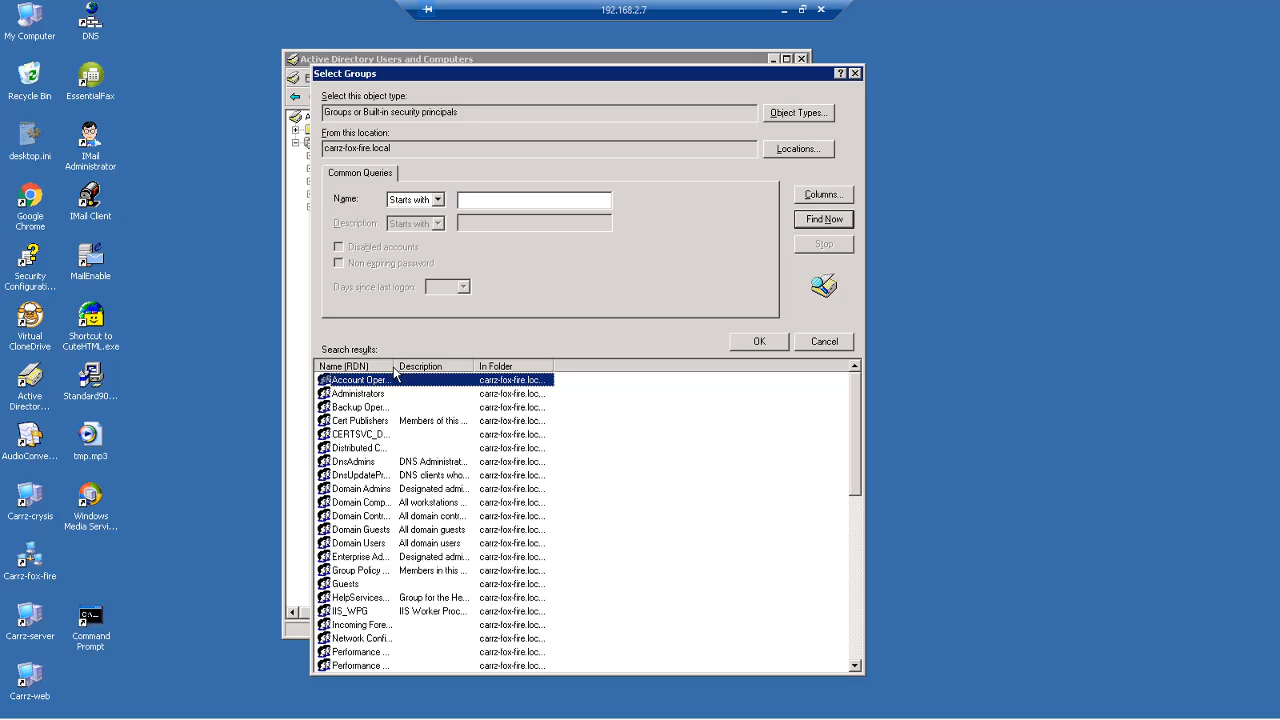 192.168.2.7
My Computer
DNS
Recycle Bin
EssentialFax
desktop.ini
IMail
Administrator
Google
Chrome
IMail Client
Security
Configurati...
MailEnable
Virtual
CloneDrive
Shortcut to
CuteHTML.exe
Active
Director...
Standard90...
AudioConve...
tmp.mp3
Carrz-crysis
Windows
Media Servi...
Carrz-fox-fire
Carrz-server
Command
Prompt
Carrz-web
Active Directory Users and Computers
Select Groups
Select this object type:
Groups or Built-in security principals
Object Types...
From this location:
carrz-fox-fire.local
Locations...
Common Queries
Name:
Starts with
Columns...
Description:
Starts with
Find Now
Disabled accounts
Stop
Non expiring password
Days since last logon:
OK
Cancel
Search results:
Name (RDN) Description In Folder
Account Oper... carrz-fox-fire.loc...
Administrators carrz-fox-fire.loc...
Backup Oper... carrz-fox-fire.loc...
Cert Publishers Members of this ... carrz-fox-fire.loc...
CERTSVC_D... carrz-fox-fire.loc...
Distributed C... carrz-fox-fire.loc...
DnsAdmins DNS Administrat... carrz-fox-fire.loc...
DnsUpdatePr... DNS clients who... carrz-fox-fire.loc...
Domain Admins Designated admi... carrz-fox-fire.loc...
Domain Comp... All workstations ... carrz-fox-fire.loc...
Domain Contr... All domain contr... carrz-fox-fire.loc...
Domain Guests All domain guests carrz-fox-fire.loc...
Domain Users All domain users carrz-fox-fire.loc...
Enterprise Ad... Designated admi... carrz-fox-fire.loc...
Group Policy ... Members in this ... carrz-fox-fire.loc...
Guests carrz-fox-fire.loc...
HelpServices... Group for the He... carrz-fox-fire.loc...
IIS_WPG IIS Worker Proc... carrz-fox-fire.loc...
Incoming Fore... carrz-fox-fire.loc...
Network Confi... carrz-fox-fire.loc...
Performance ... carrz-fox-fire.loc...
Performance ... carrz-fox-fire.loc...